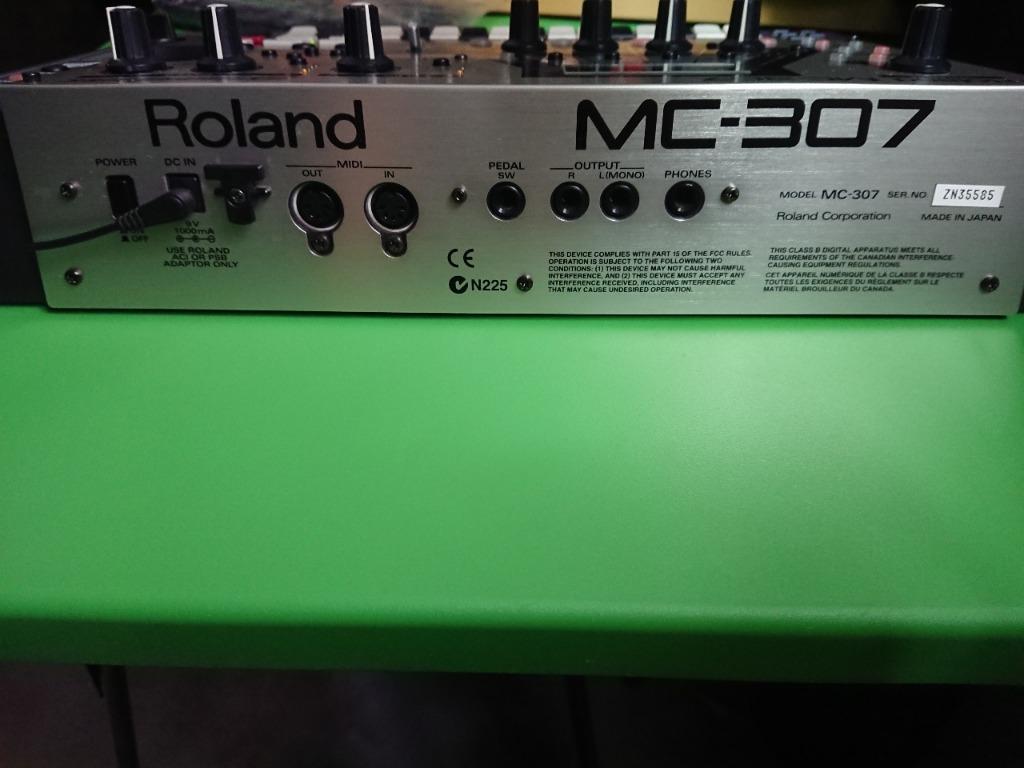 Roland
MC-307
POWER
DC IN
MIDI
OUT
IN
PEDAL
SW
OUTPUT
R
L(MONO)
PHONES
OFF
9V
1000mA
USE ROLAND
ACI OR PSB
ADAPTOR ONLY
CE
N225
THIS DEVICE COMPLIES WITH PART 15 OF THE FCC RULES.
OPERATION IS SUBJECT TO THE FOLLOWING TWO
CONDITIONS: (1) THIS DEVICE MAY NOT CAUSE HARMFUL
INTERFERENCE, AND (2) THIS DEVICE MUST ACCEPT ANY
INTERFERENCE RECEIVED, INCLUDING INTERFERENCE
THAT MAY CAUSE UNDESIRED OPERATION.
MODEL MC-307 SER.NO. ZN35585
Roland Corporation MADE IN JAPAN
THIS CLASS B DIGITAL APPARATUS MEETS ALL
REQUIREMENTS OF THE CANADIAN INTERFERENCE-
CAUSING EQUIPMENT REGULATIONS.
CET APPAREIL NUMÉRIQUE DE LA CLASSE B RESPECTE
TOUTES LES EXIGENCES DU RÈGLEMENT SUR LE
MATÉRIEL BROUILLEUR DU CANADA.